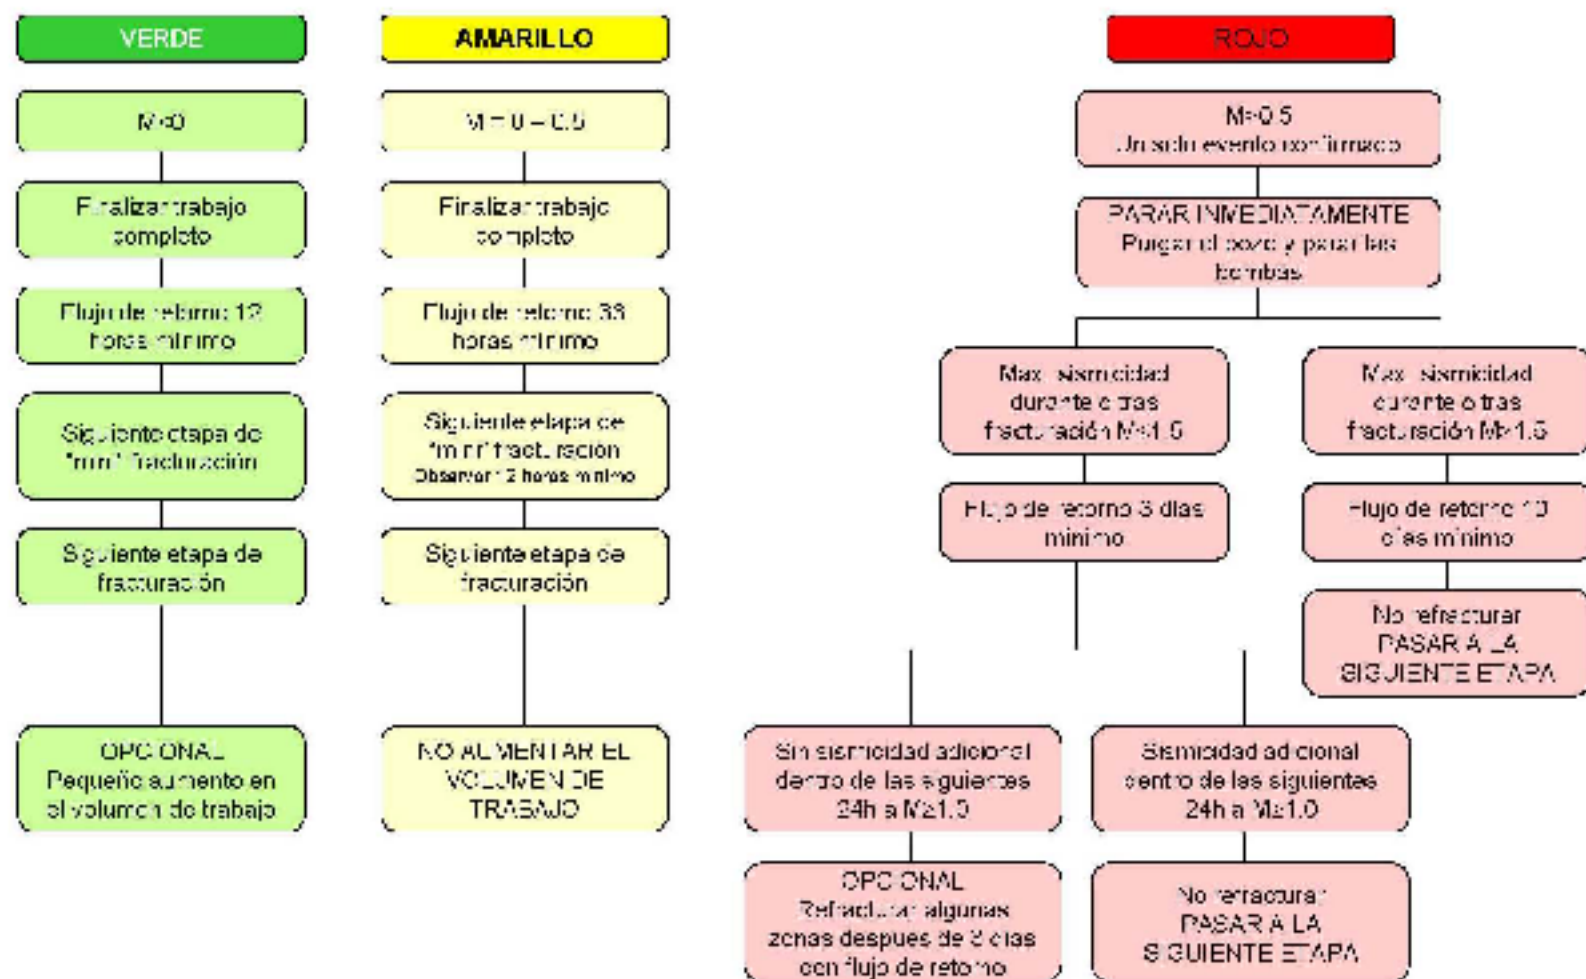 VERDE
M<0
Finalizar trabajo
completo
Flujo de retorno 12
horas mínimo
Siguiente etapa de
"mini" fracturación
Siguiente etapa de
fracturación
OPCIONAL
Pequeño aumento en
el volumen de trabajo
AMARILLO
M = 0 – 0.5
Finalizar trabajo
completo
Flujo de retorno
horas mínimo
Siguiente etapa de
"mini" fracturación
Observar 12 horas mínimo
Siguiente etapa de
fracturación
NO AUMENTAR EL
VOLUMEN DE
TRABAJO
ROJO
M>0.5
Un solo evento confirmado
PARAR INMEDIATAMENTE
Purgar el pozo y parar las
bombas
Max. sismicidad
durante o tras
fracturación M<1.5
Flujo de retorno 3 días
mínimo
Max. sismicidad
durante o tras
fracturación M>1.5
Flujo de retorno 10
días mínimo
No refracturar
PASAR A LA
SIGUIENTE ETAPA
Sin sismicidad adicional
dentro de las siguientes
24h a M≥1.0
OPCIONAL
Refracturar algunas
zonas después de 3 días
con flujo de retorno
Sismicidad adicional
dentro de las siguientes
24h a M≥1.0
No refracturar
PASAR A LA
SIGUIENTE ETAPA